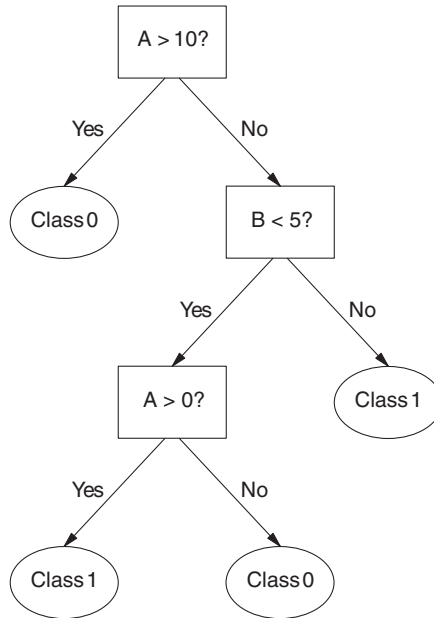 A > 10?
Yes
No
Class 0
B < 5?
Yes
No
A > 0?
Class 1
Yes
No
Class 1
Class 0